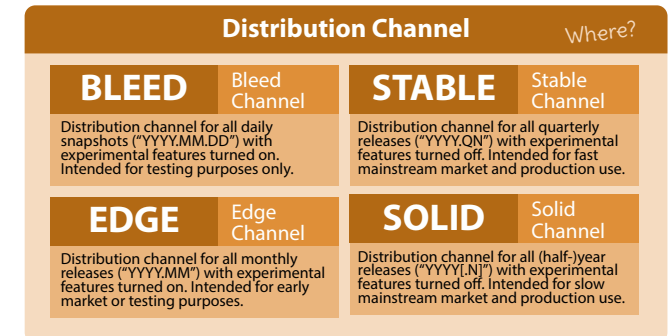 Distribution Channel
Where?
BLEED
Bleed
Channel
Distribution channel for all daily
snapshots (“YYYY.MM.DD”) with
experimental features turned on.
Intended for testing purposes only.
STABLE
Stable
Channel
Distribution channel for all quarterly
releases (“YYYY.QN”) with experimental
features turned off. Intended for fast
mainstream market and production use.
EDGE
Edge
Channel
Distribution channel for all monthly
releases (“YYYY.MM”) with experimental
features turned on. Intended for early
market or testing purposes.
SOLID
Solid
Channel
Distribution channel for all (half-)year
releases (“YYYY[.N]”) with experimental
features turned off. Intended for slow
mainstream market and production use.